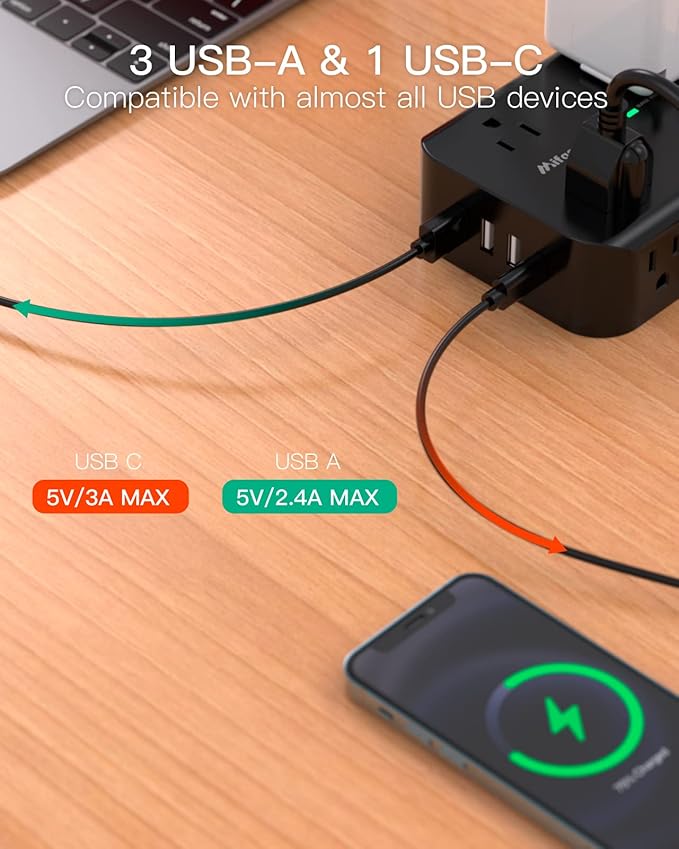 3 USB-A & 1 USB-C
Compatible with almost all USB devices
USB C
USB A
5V/3A MAX
5V/2.4A MAX